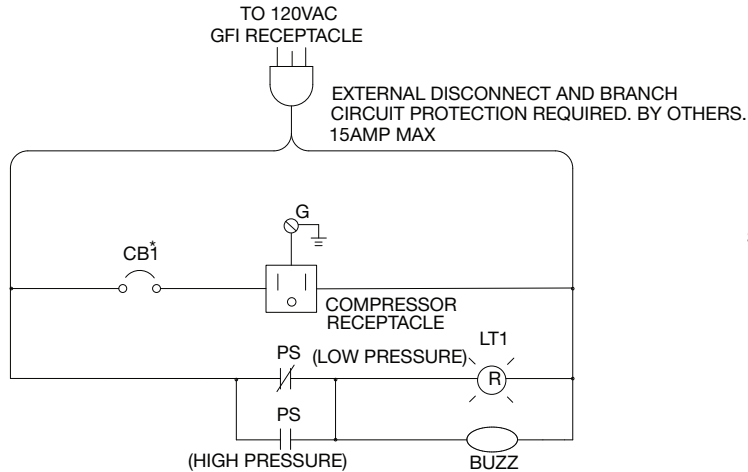 TO 120VAC
GFI RECEPTACLE
EXTERNAL DISCONNECT AND BRANCH
CIRCUIT PROTECTION REQUIRED. BY OTHERS.
15AMP MAX
G
CB1*
COMPRESSOR
RECEPTACLE
LT1
PS (LOW PRESSURE)
R
PS
(HIGH PRESSURE)
BUZZ